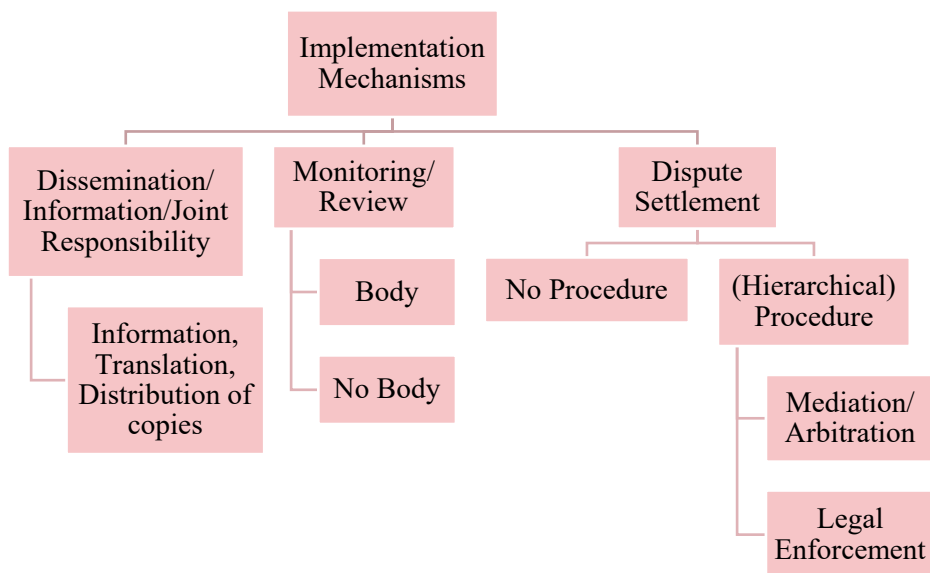 Implementation
Mechanisms
Dissemination/
Information/Joint
Responsibility
Monitoring/
Review
Dispute
Settlement
Information,
Translation,
Distribution of
copies
Body
No Body
No Procedure
(Hierarchical)
Procedure
Mediation/
Arbitration
Legal
Enforcement